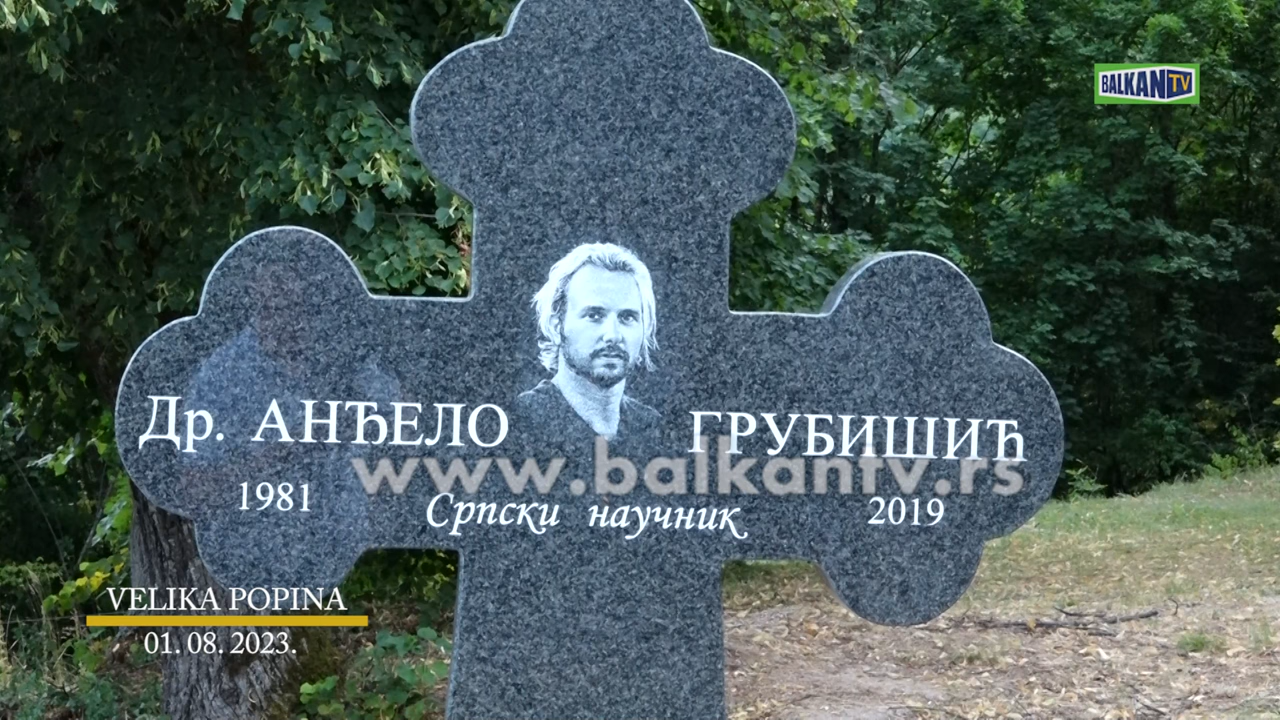 BALKAN TV
Др. АНЂЕЛО ГРУБИШИЋ
www.balkantv.rs
1981 Српски научник 2019
VELIKA POPINA
01. 08. 2023.